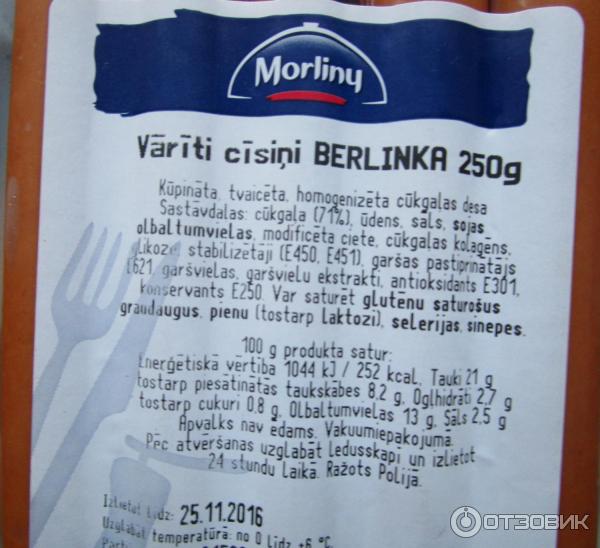 Morliny
Vārīti cīsiņi BERLINKA 250g
Kūpināta, tvaicēta, homogenizēta cūkgaļas desa
Sastāvdaļas: cūkgaļa (71%), ūdens, sāls, sojas
olbaltumvielas, modificēta ciete, cūkgaļas kolagēns,
glikoze, stabilizētāji (E450, E451), garšas pastiprinātājs
E621, garšvielas, garšvielu ekstrakti, antioksidants E301,
konservants E250. Var saturēt glutēnu saturošus
graudaugus, pienu (tostarp laktozi), selerijas, sinepes.
100 g produkta satur:
Enerģētiskā vērtība 1044 kJ / 252 kcal, Tauki 21 g
tostarp piesātinātās taukskābes 8,2 g, Ogļhidrāti 2,7 g
tostarp cukuri 0,8 g, Olbaltumvielas 13 g, Sāls 2,5 g
Apvalks nav ēdams. Vakuumiepakojumā.
Pēc atvēršanas uzglabāt ledusskapī un izlietot
24 stundu laikā. Ražots Polijā.
Izlietot līdz: 25.11.2016
Uzglabāt temperatūrā: no 0 līdz +6 °C.
ОТЗОВИК